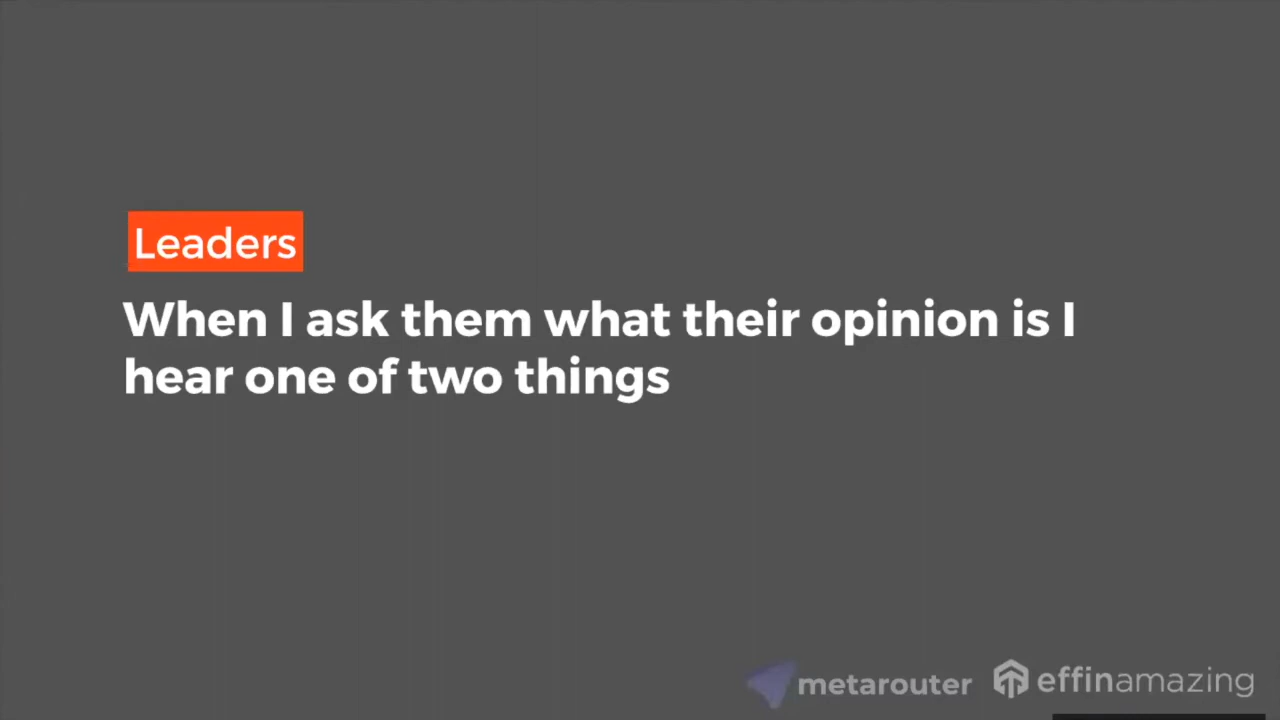 Leaders
When I ask them what their opinion is I
hear one of two things
metarouter effinamazing